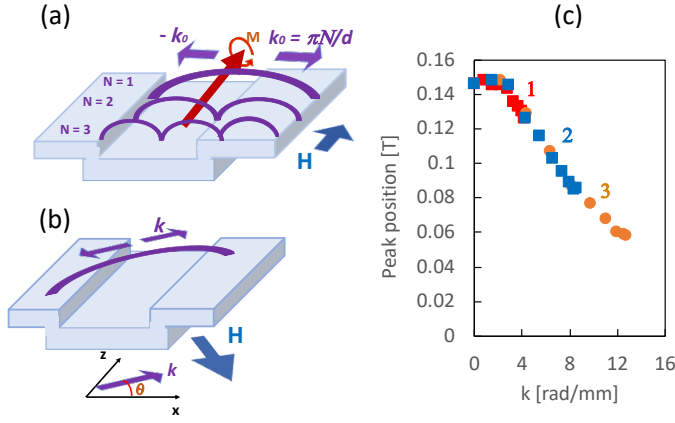 (a)
- k₀
M
k₀ = πN/d
N = 1
N = 2
N = 3
H
(b)
k
H
z
k
θ
x
(c)
Peak position [T]
0.16
0.14
0.12
0.1
0.08
0.06
0.04
0.02
0
1
2
3
0
4
8
12
16
k [rad/mm]